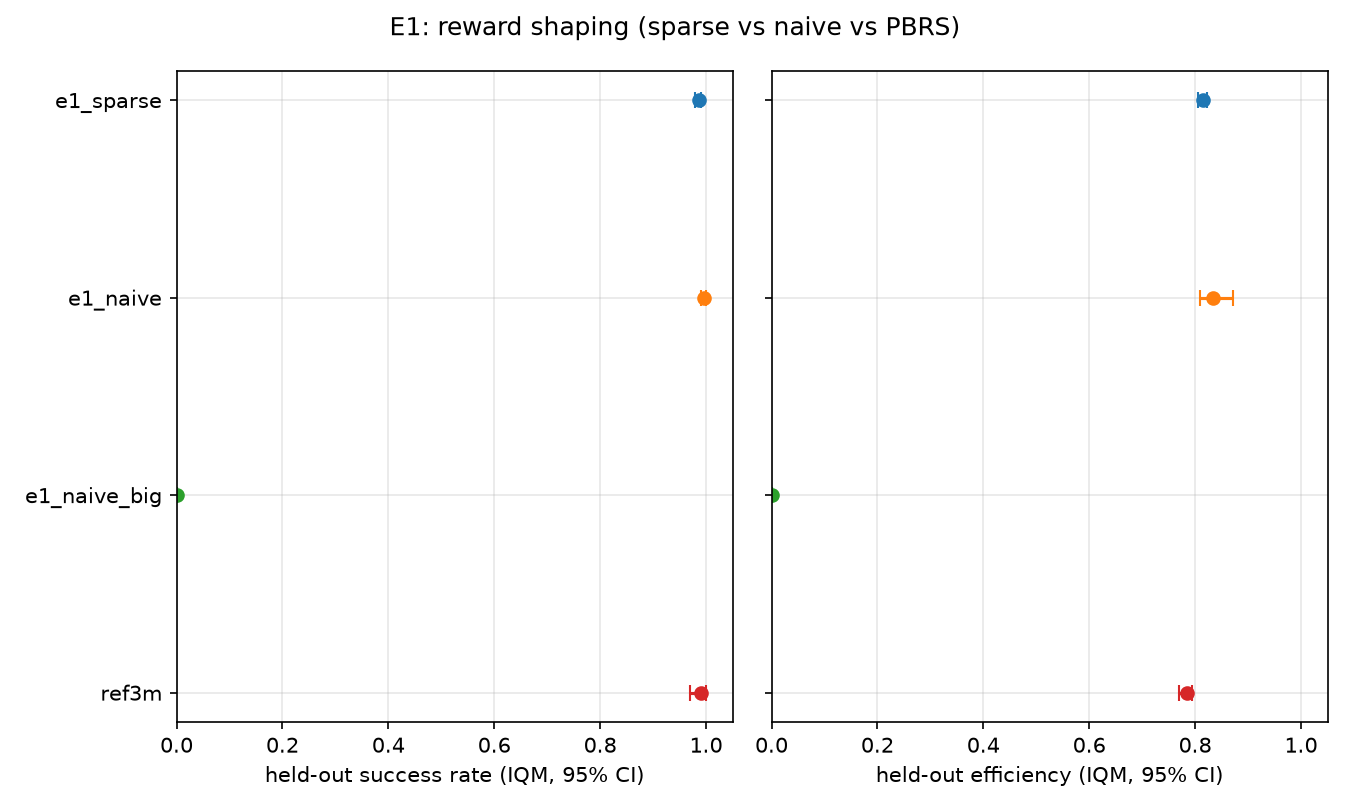 E1: reward shaping (sparse vs naive vs PBRS)
e1_sparse
e1_naive
e1_naive_big
ref3m
0.0 0.2 0.4 0.6 0.8 1.0
held-out success rate (IQM, 95% CI)
0.0 0.2 0.4 0.6 0.8 1.0
held-out efficiency (IQM, 95% CI)